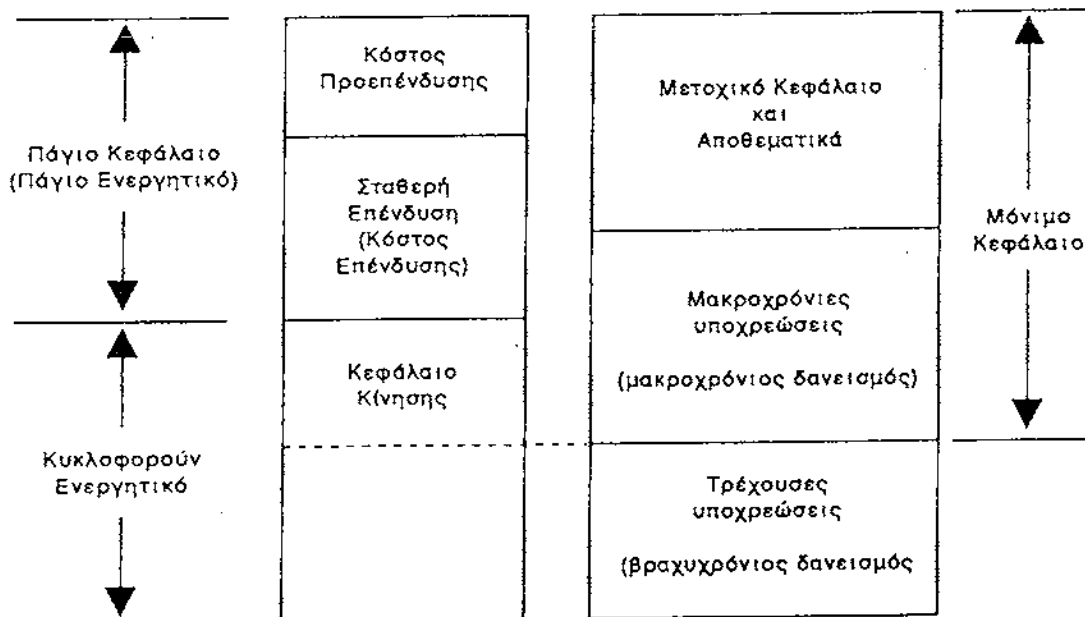 Κόστος
Προεπένδυσης
Μετοχικό Κεφάλαιο
και
Αποθεματικά
Πάγιο Κεφάλαιο
(Πάγιο Ενεργητικό)
Σταθερή
Επένδυση
(Κόστος
Επένδυσης)
Μόνιμο
Κεφάλαιο
Μακροχρόνιες
υποχρεώσεις
(μακροχρόνιος δανεισμός)
Κεφάλαιο
Κίνησης
Κυκλοφορούν
Ενεργητικό
Τρέχουσες
υποχρεώσεις
(βραχυχρόνιος δανεισμός